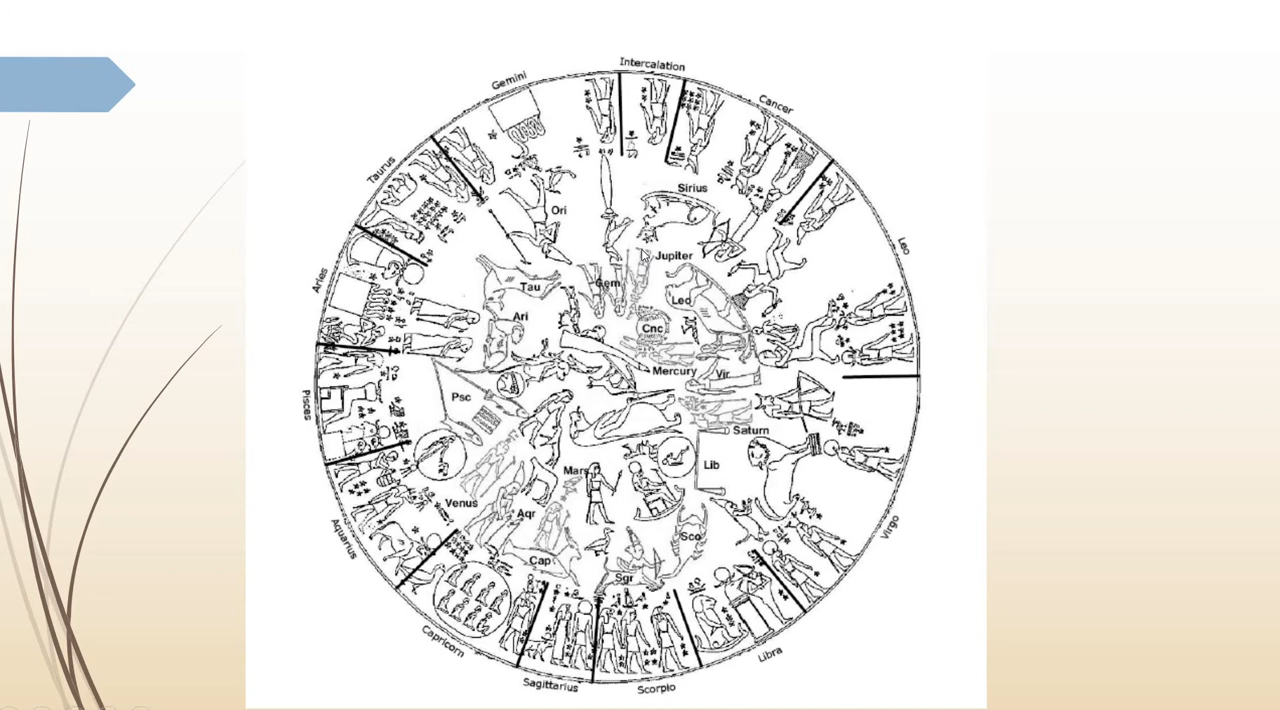 Intercalation
Gemini
Cancer
Taurus
Sirius
Ori
Leo
Jupiter
Aries
Tau
Gem
Leo
Ari
Cnc
Mercury
Vir
Pisces
Psc
Saturn
Lib
Mars
Venus
Aqr
Virgo
Aquarius
Sco
Cap
Sgr
Capricorn
Libra
Sagittarius
Scorpio